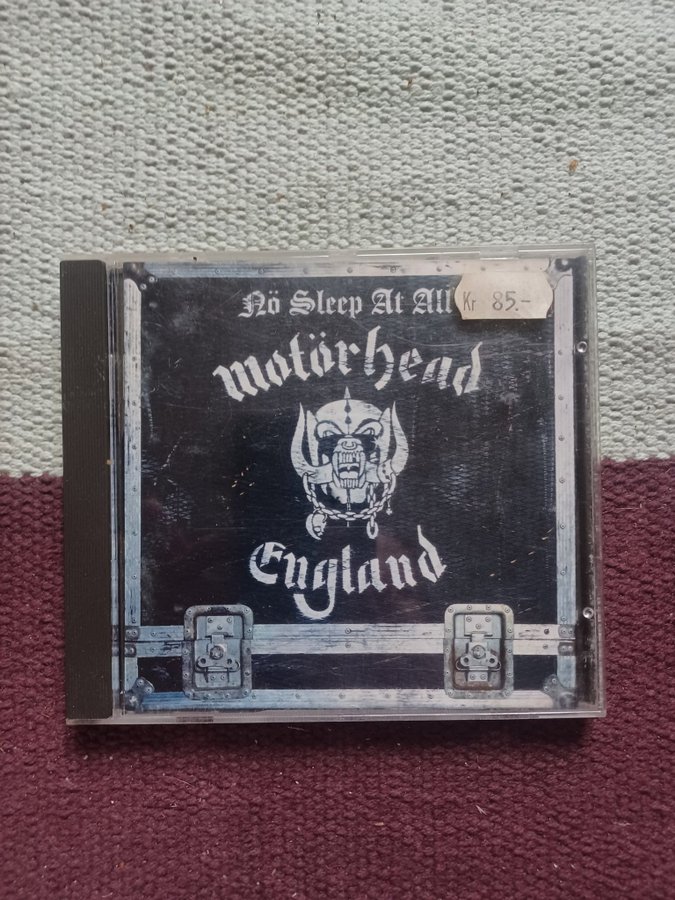 Nö Sleep At All
Kr 85.-
motörhead
England